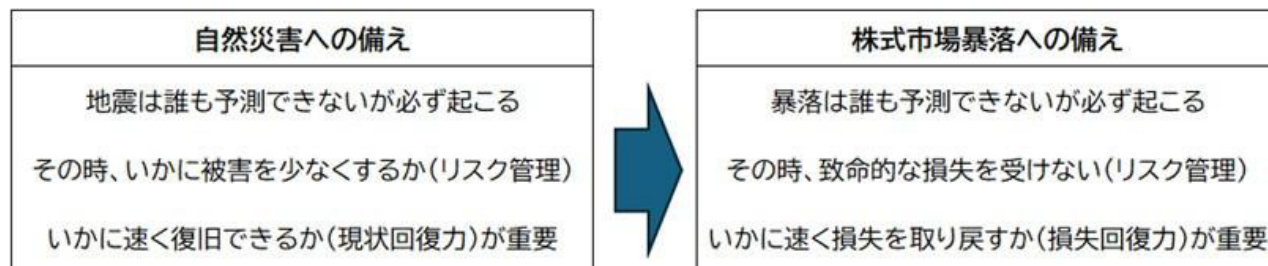 自然災害への備え
地震は誰も予測できないが必ず起こる
その時、いかに被害を少なくするか(リスク管理)
いかに速く復旧できるか(現状回復力)が重要
株式市場暴落への備え
暴落は誰も予測できないが必ず起こる
その時、致命的な損失を受けない(リスク管理)
いかに速く損失を取り戻すか(損失回復力)が重要